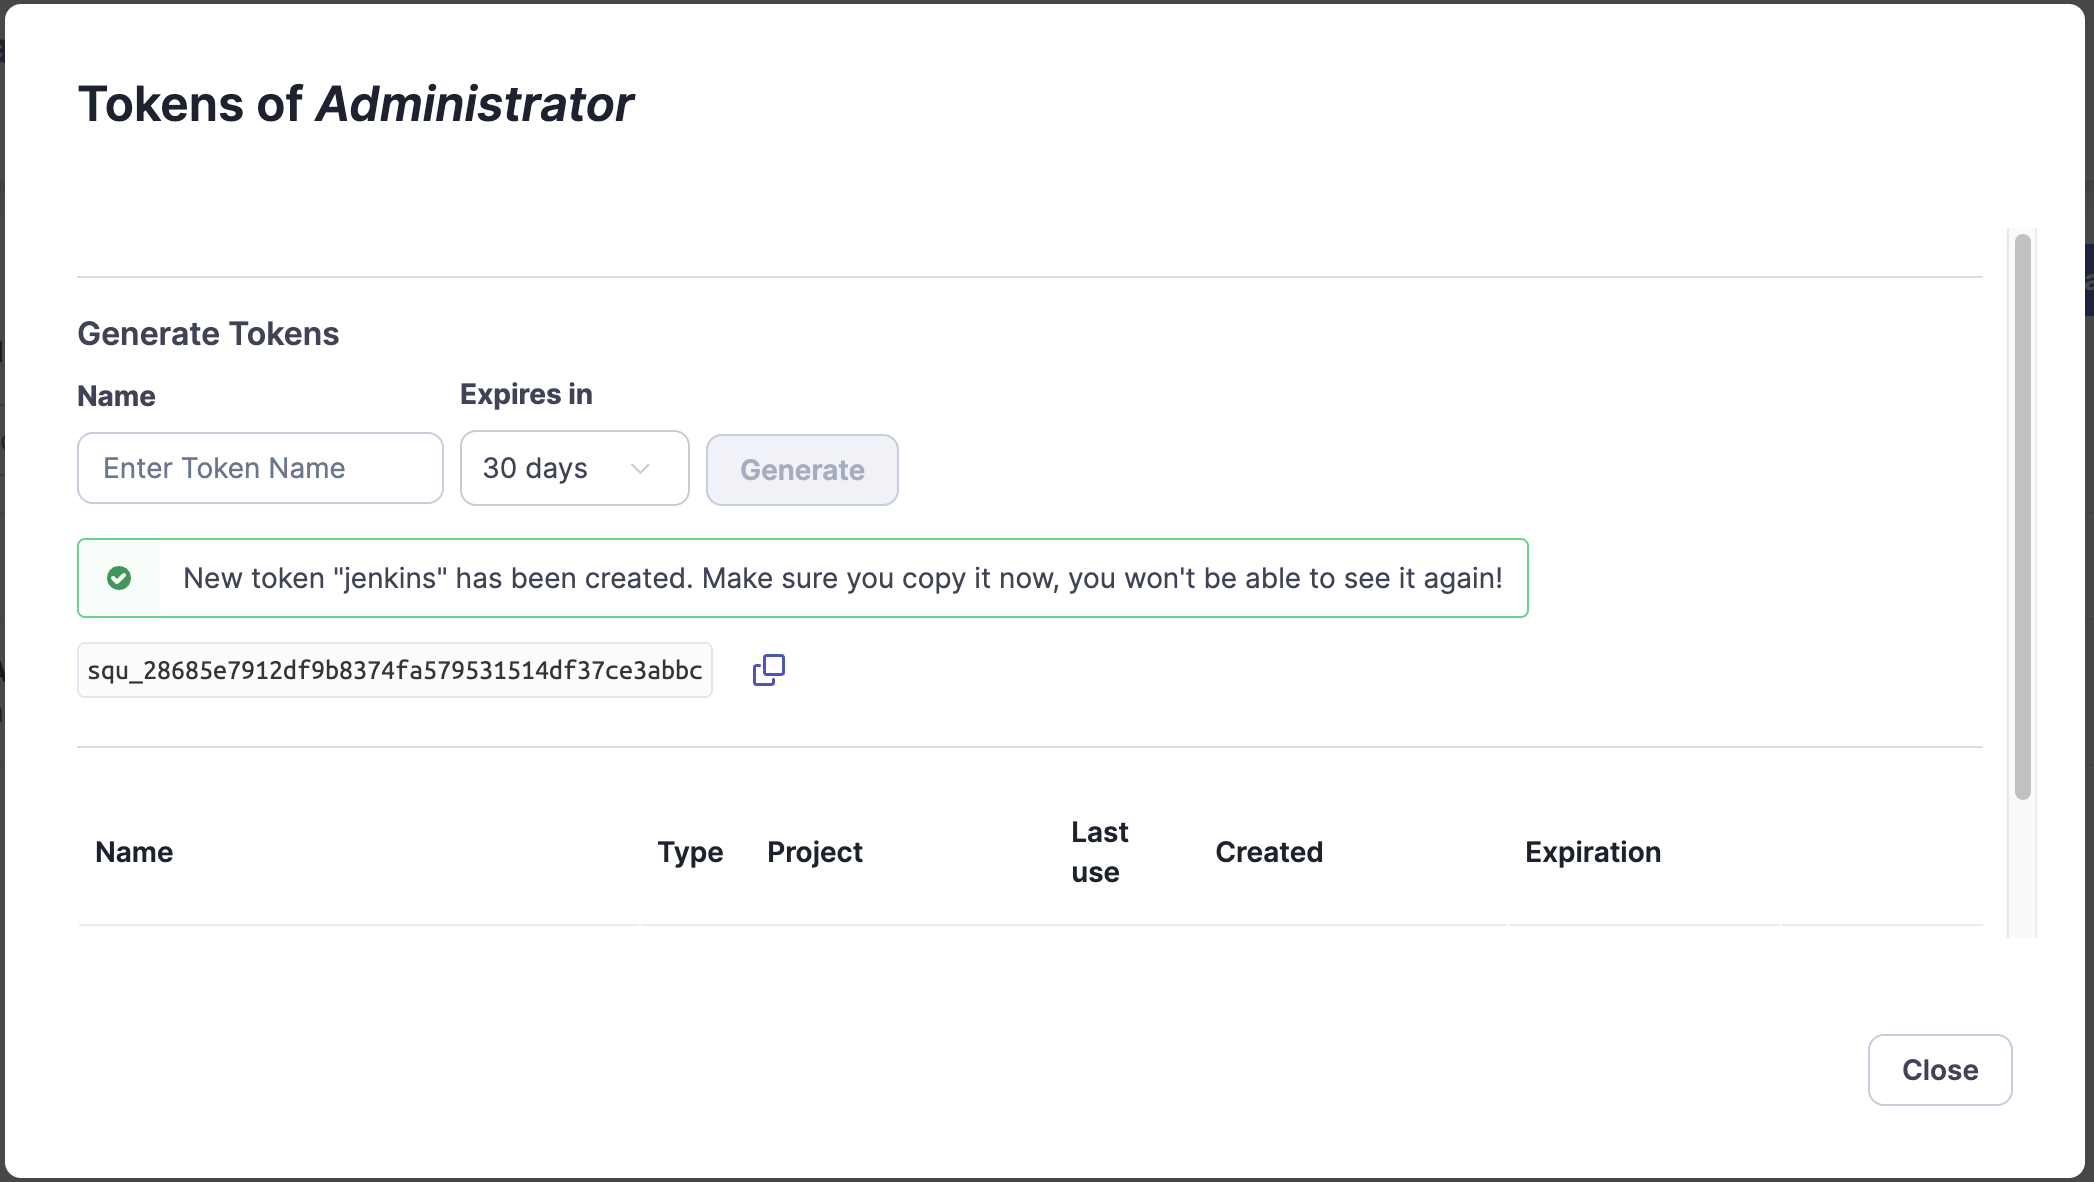 Tokens of Administrator
Generate Tokens
Name
Expires in
Enter Token Name
30 days
Generate
New token "jenkins" has been created. Make sure you copy it now, you won't be able to see it again!
squ_28685e7912df9b8374fa579531514df37ce3abbc
Name
Type
Project
Last use
Created
Expiration
Close